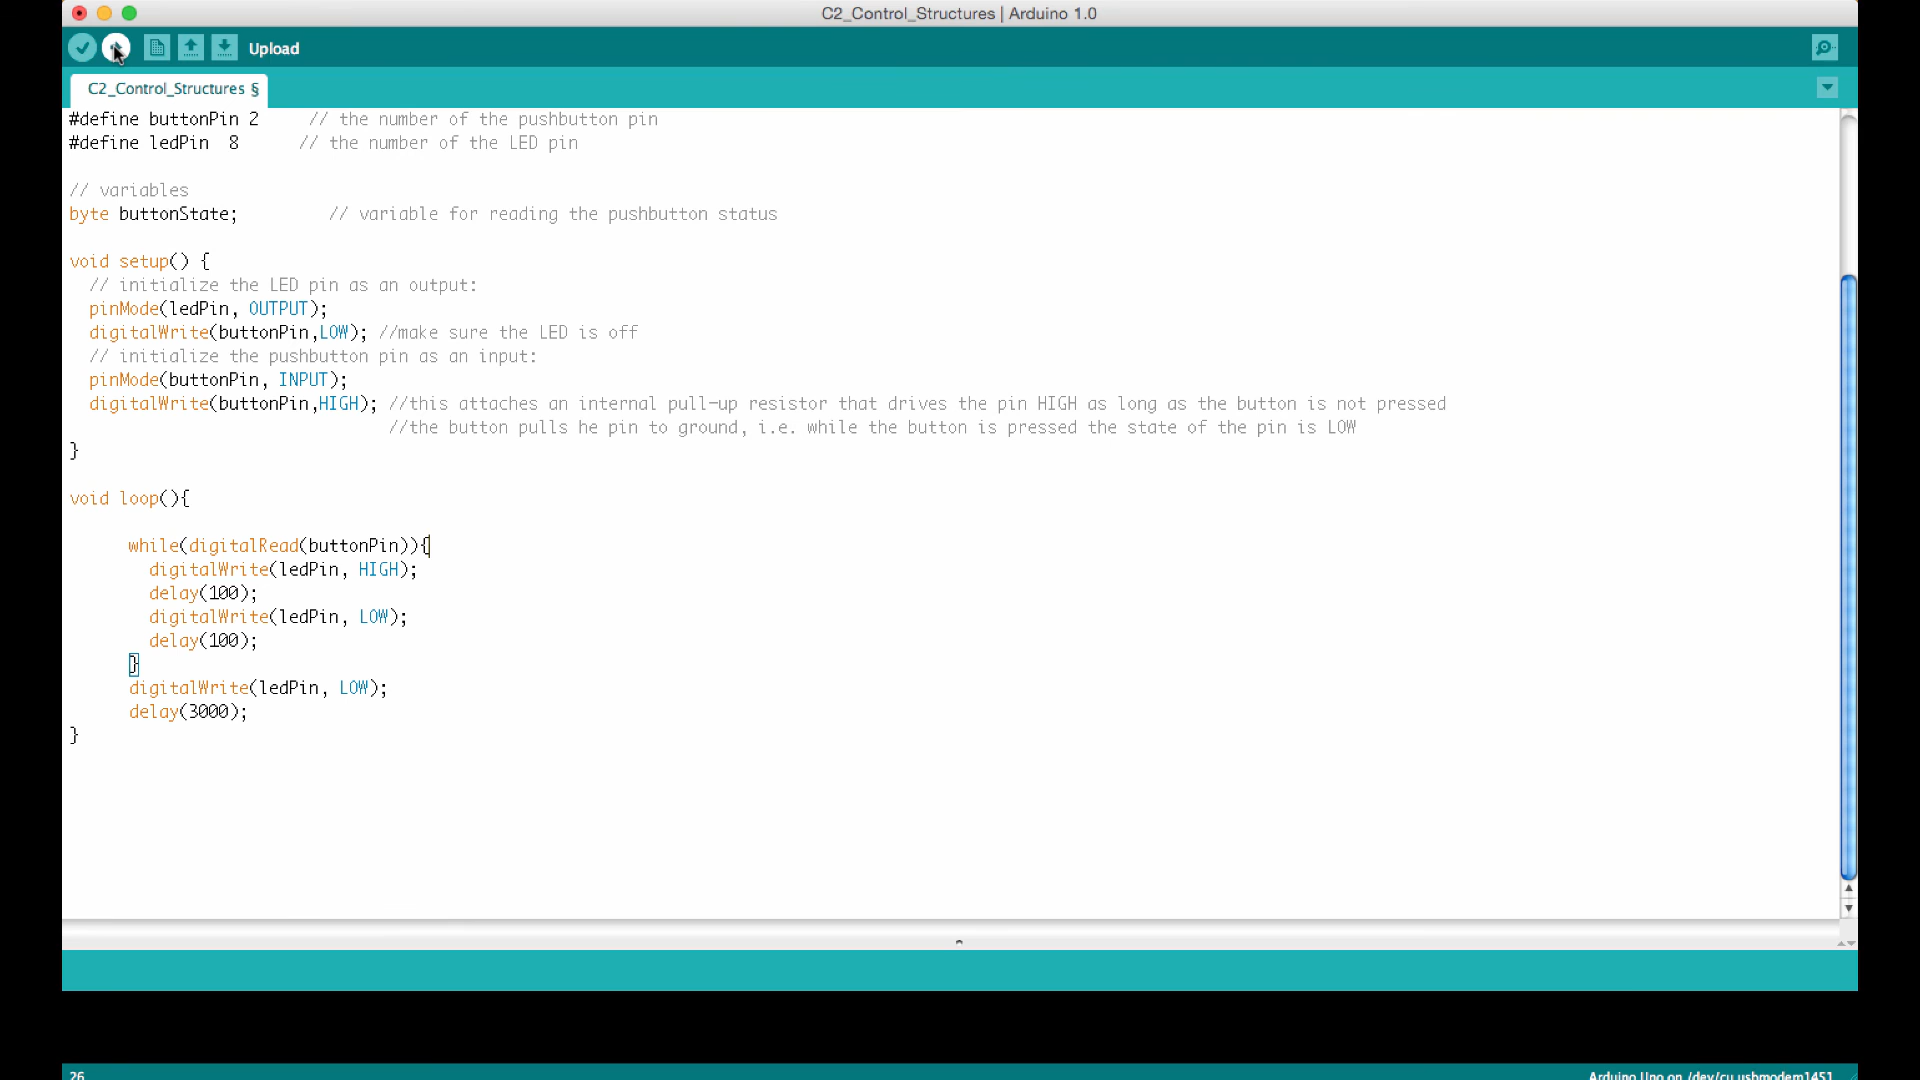 C2_Control_Structures | Arduino 1.0
Upload
C2_Control_Structures §
#define buttonPin 2     // the number of the pushbutton pin
#define ledPin  8      // the number of the LED pin
// variables
byte buttonState;         // variable for reading the pushbutton status
void setup() {
  // initialize the LED pin as an output:
  pinMode(ledPin, OUTPUT);
  digitalWrite(buttonPin,LOW); //make sure the LED is off
  // initialize the pushbutton pin as an input:
  pinMode(buttonPin, INPUT);
  digitalWrite(buttonPin,HIGH); //this attaches an internal pull-up resistor that drives the pin HIGH as long as the button is not pressed
                                //the button pulls he pin to ground, i.e. while the button is pressed the state of the pin is LOW
}
void loop(){
      while(digitalRead(buttonPin)){
        digitalWrite(ledPin, HIGH);
        delay(100);
        digitalWrite(ledPin, LOW);
        delay(100);
      }
      digitalWrite(ledPin, LOW);
      delay(3000);
}
26
Arduino Uno on /dev/cu.usbmodem1451